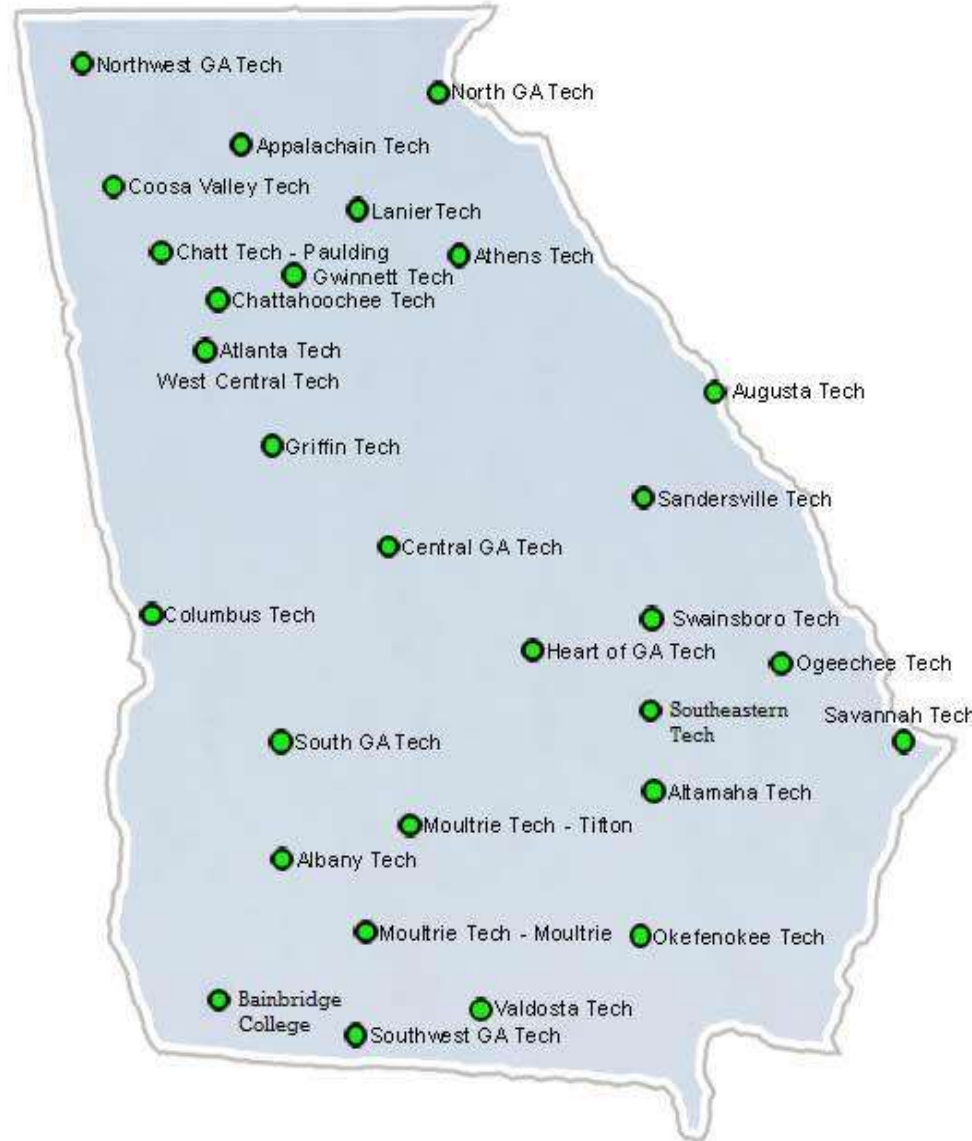 Northwest GA Tech
North GA Tech
Appalachain Tech
Coosa Valley Tech
Lanier Tech
Chatt Tech - Paulding
Athens Tech
Gwinnett Tech
Chattahoochee Tech
Atlanta Tech
West Central Tech
Augusta Tech
Griffin Tech
Sandersville Tech
Central GA Tech
Columbus Tech
Swainsboro Tech
Heart of GA Tech
Ogeechee Tech
Southeastern
Tech
Savannah Tech
South GA Tech
Altamaha Tech
Moultrie Tech - Tifton
Albany Tech
Moultrie Tech - Moultrie
Okefenokee Tech
Bainbridge
College
Valdosta Tech
Southwest GA Tech